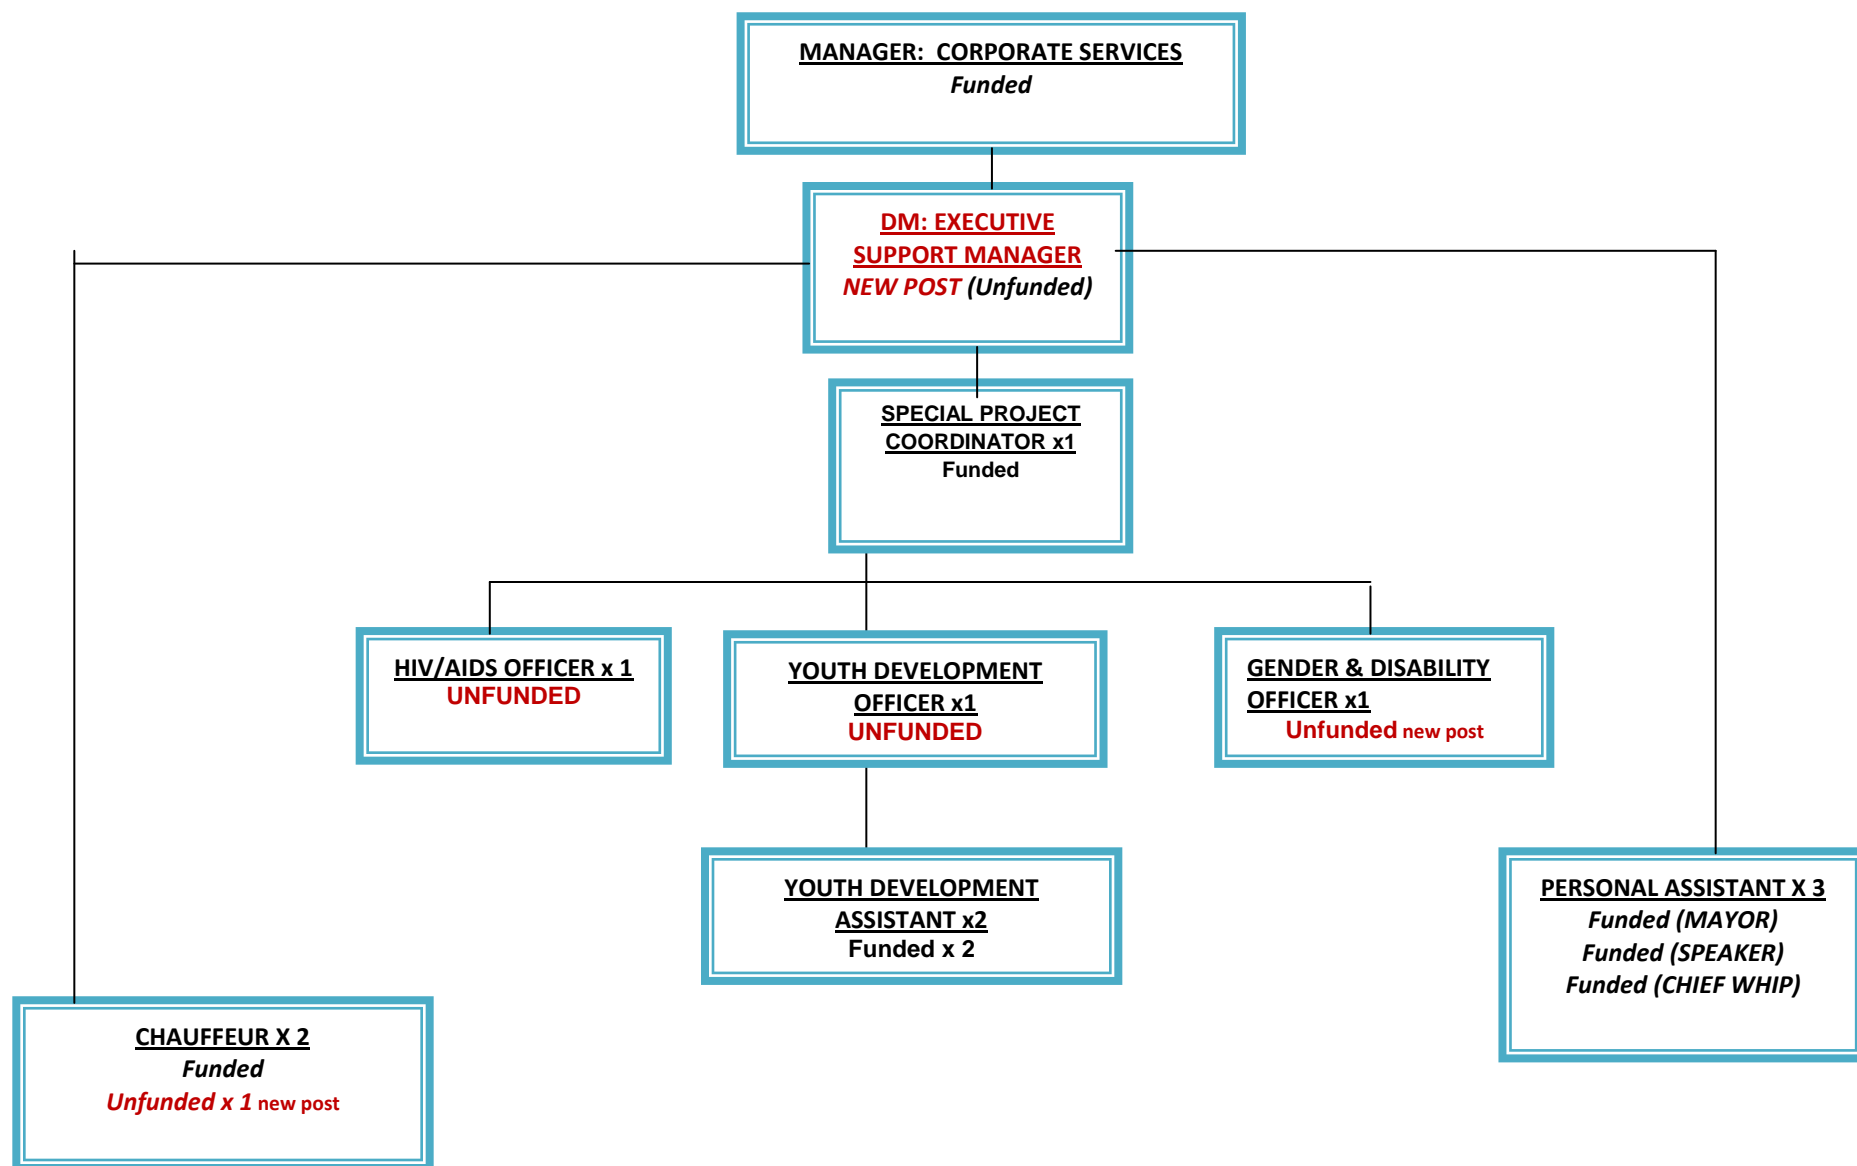 MANAGER: CORPORATE SERVICES
Funded
DM: EXECUTIVE
SUPPORT MANAGER
NEW POST (Unfunded)
SPECIAL PROJECT
COORDINATOR x1
Funded
HIV/AIDS OFFICER x 1
UNFUNDED
YOUTH DEVELOPMENT
OFFICER x1
UNFUNDED
GENDER & DISABILITY
OFFICER x1
Unfunded new post
YOUTH DEVELOPMENT
ASSISTANT x2
Funded x 2
PERSONAL ASSISTANT X 3
Funded (MAYOR)
Funded (SPEAKER)
Funded (CHIEF WHIP)
CHAUFFEUR X 2
Funded
Unfunded x 1 new post